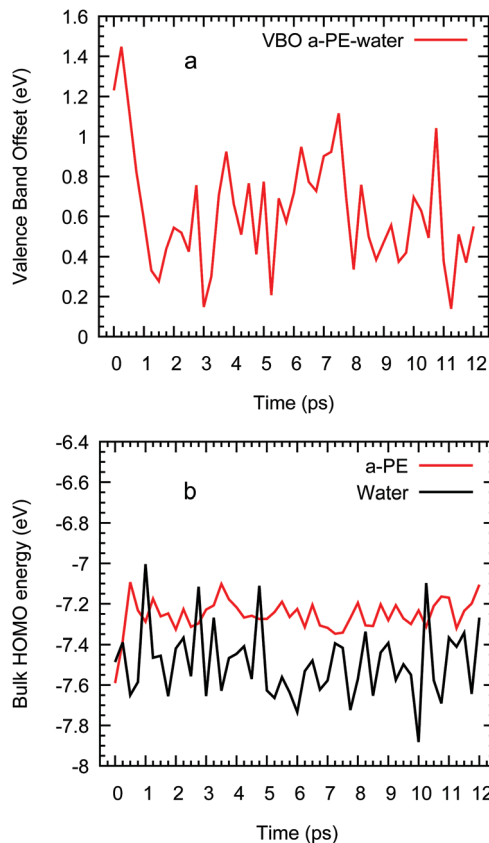 1.6
VBO a-PE-water
1.4
a
1.2
1
0.8
0.6
0.4
0.2
0
Valence Band Offset (eV)
0 1 2 3 4 5 6 7 8 9 10 11 12
Time (ps)
-6.4
a-PE
-6.6
b
Water
-6.8
-7
-7.2
-7.4
-7.6
-7.8
-8
Bulk HOMO energy (eV)
0 1 2 3 4 5 6 7 8 9 10 11 12
Time (ps)